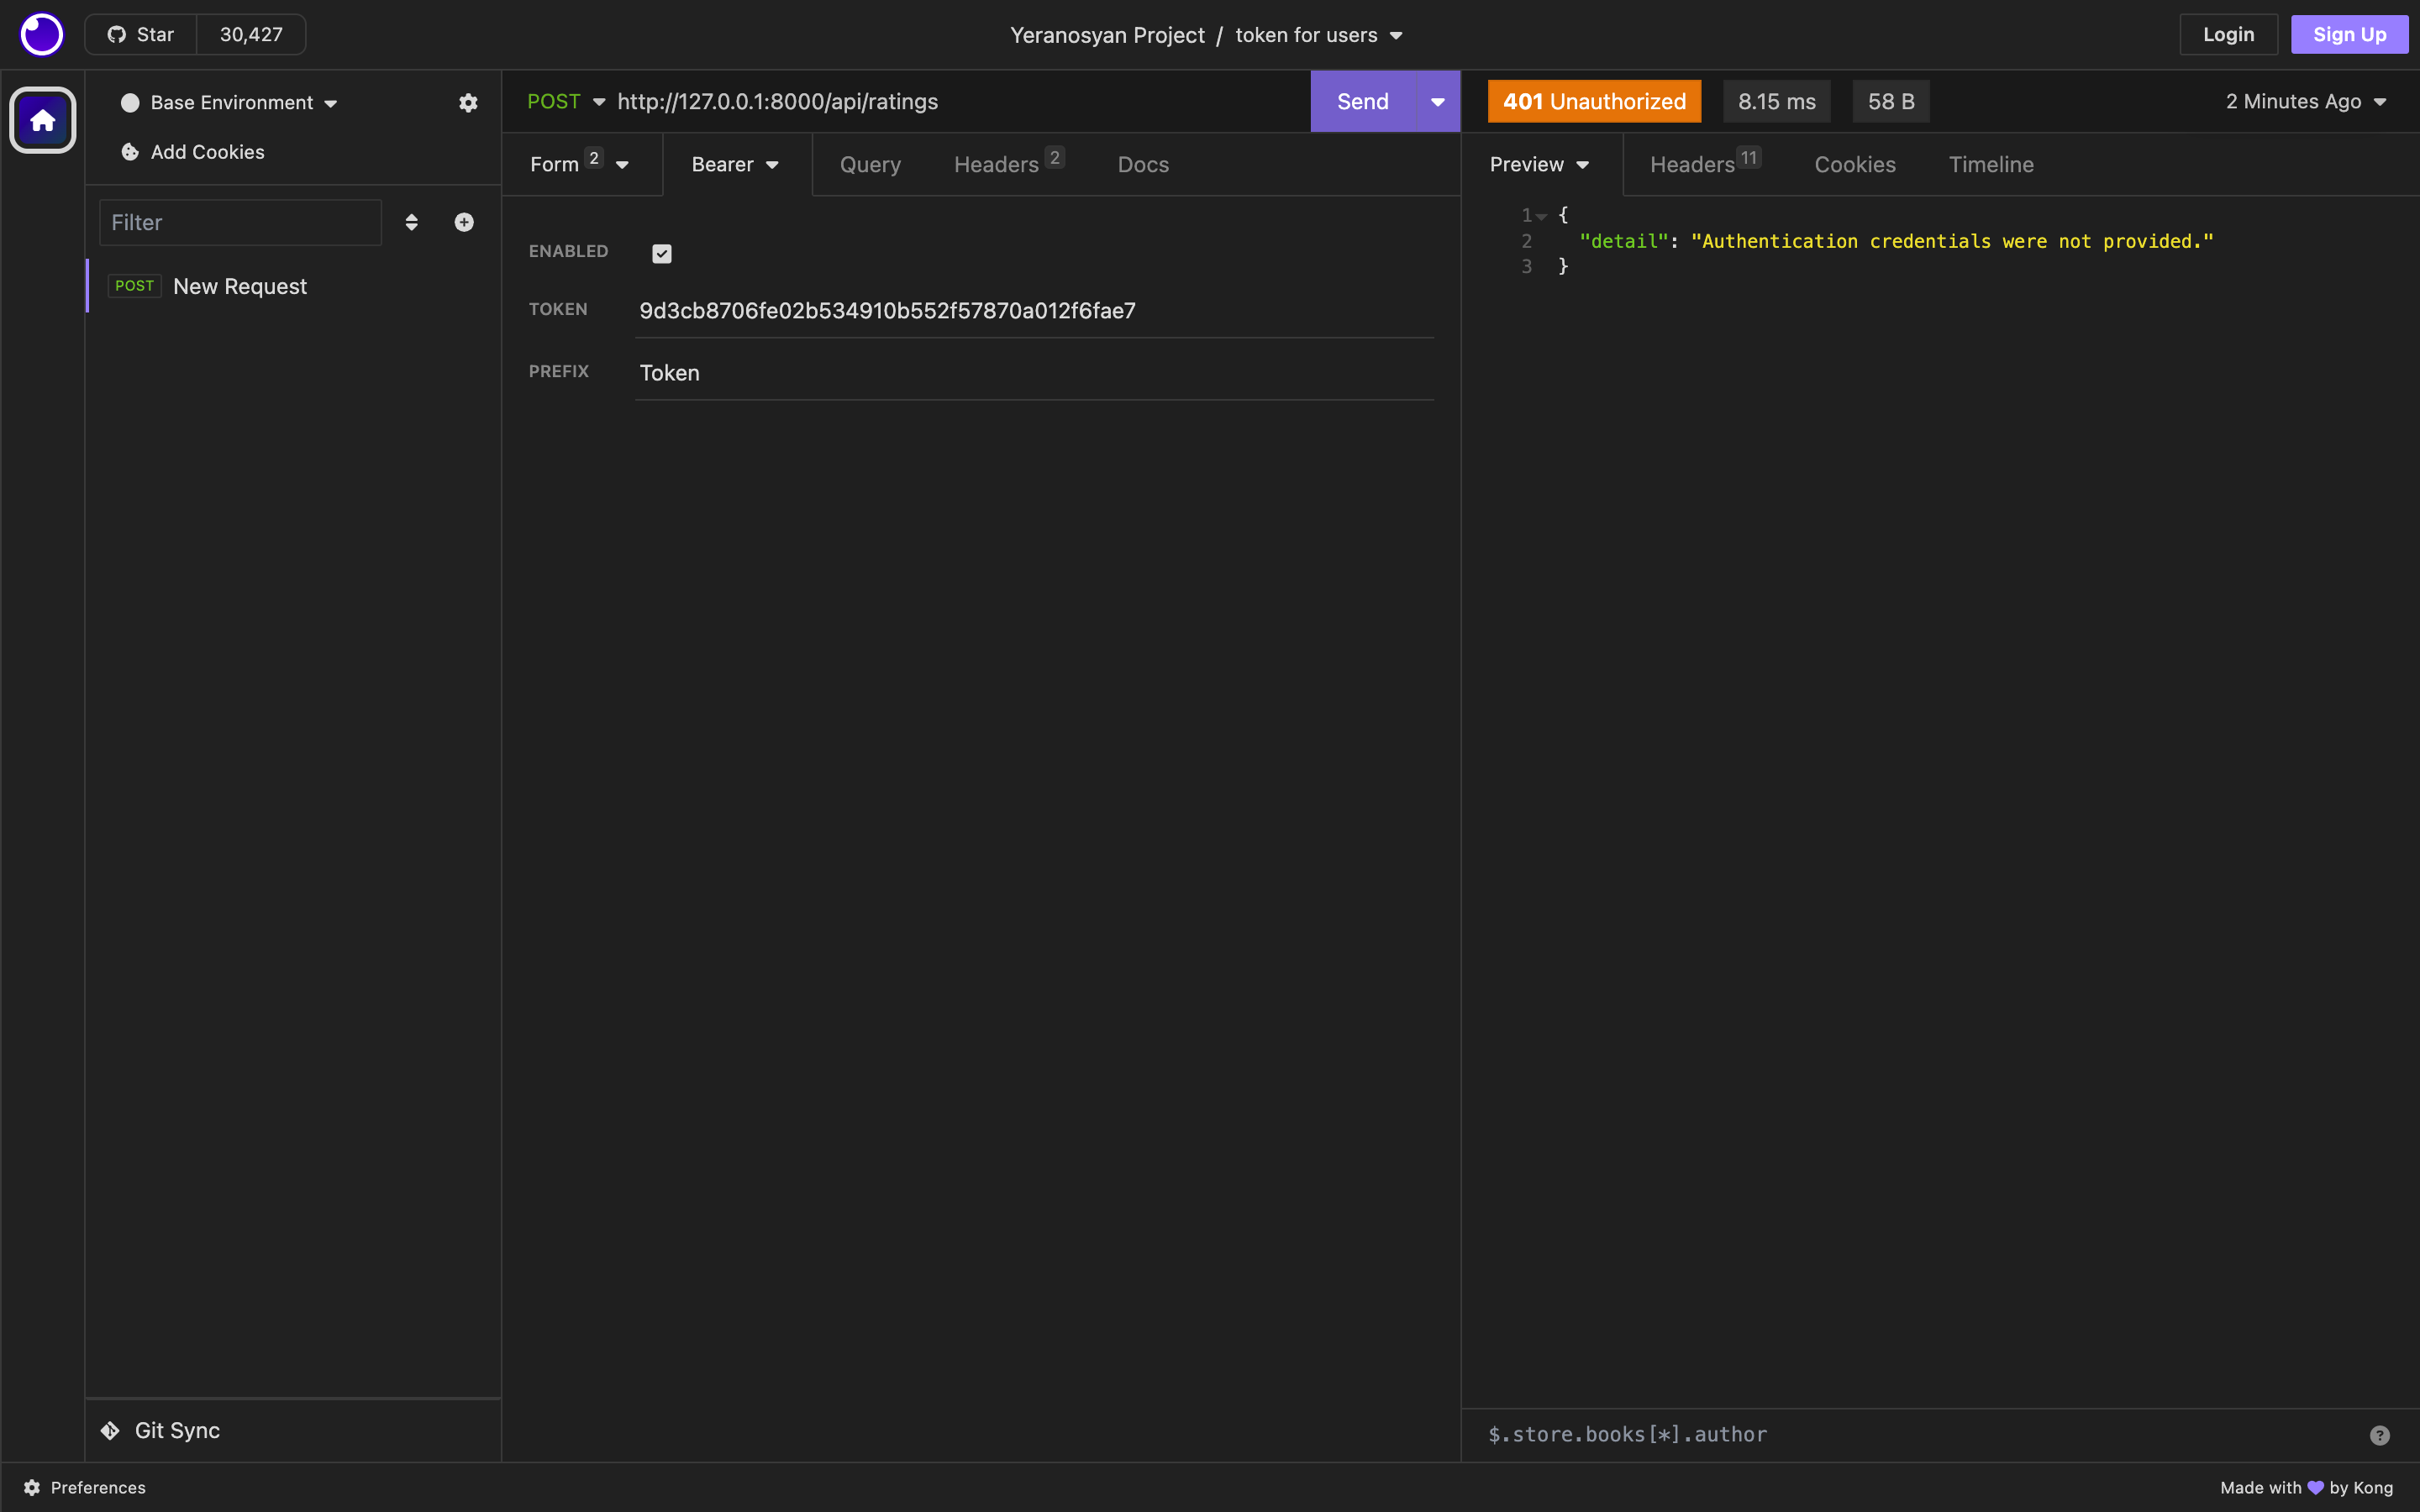 Star 30,427
Yeranosyan Project / token for users
Login Sign Up
Base Environment
Add Cookies
Filter
POST New Request
Git Sync
POST http://127.0.0.1:8000/api/ratings Send
Form 2 Bearer Query Headers 2 Docs
ENABLED
TOKEN 9d3cb8706fe02b534910b552f57870a012f6fae7
PREFIX Token
401 Unauthorized 8.15 ms 58 B 2 Minutes Ago
Preview Headers 11 Cookies Timeline
1 {
2 "detail": "Authentication credentials were not provided."
3 }
$.store.books[*].author ?
Preferences
Made with 💜 by Kong